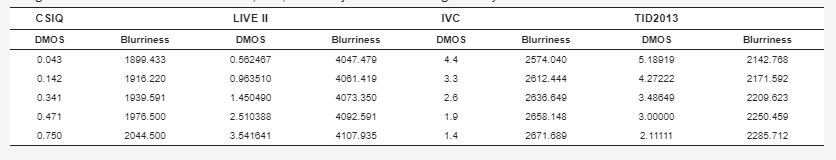 CSIQ LIVE II IVC TID2013
DMOS Blurriness DMOS Blurriness DMOS Blurriness DMOS Blurriness
0.043 1899.433 0.562467 4047.479 4.4 2574.040 5.18919 2142.768
0.142 1916.220 0.963510 4061.419 3.3 2612.444 4.27222 2171.592
0.341 1939.591 1.450490 4073.350 2.6 2636.649 3.48649 2209.623
0.471 1976.500 2.510388 4092.591 1.9 2658.148 3.00000 2250.459
0.750 2044.500 3.541641 4107.935 1.4 2671.689 2.11111 2285.712